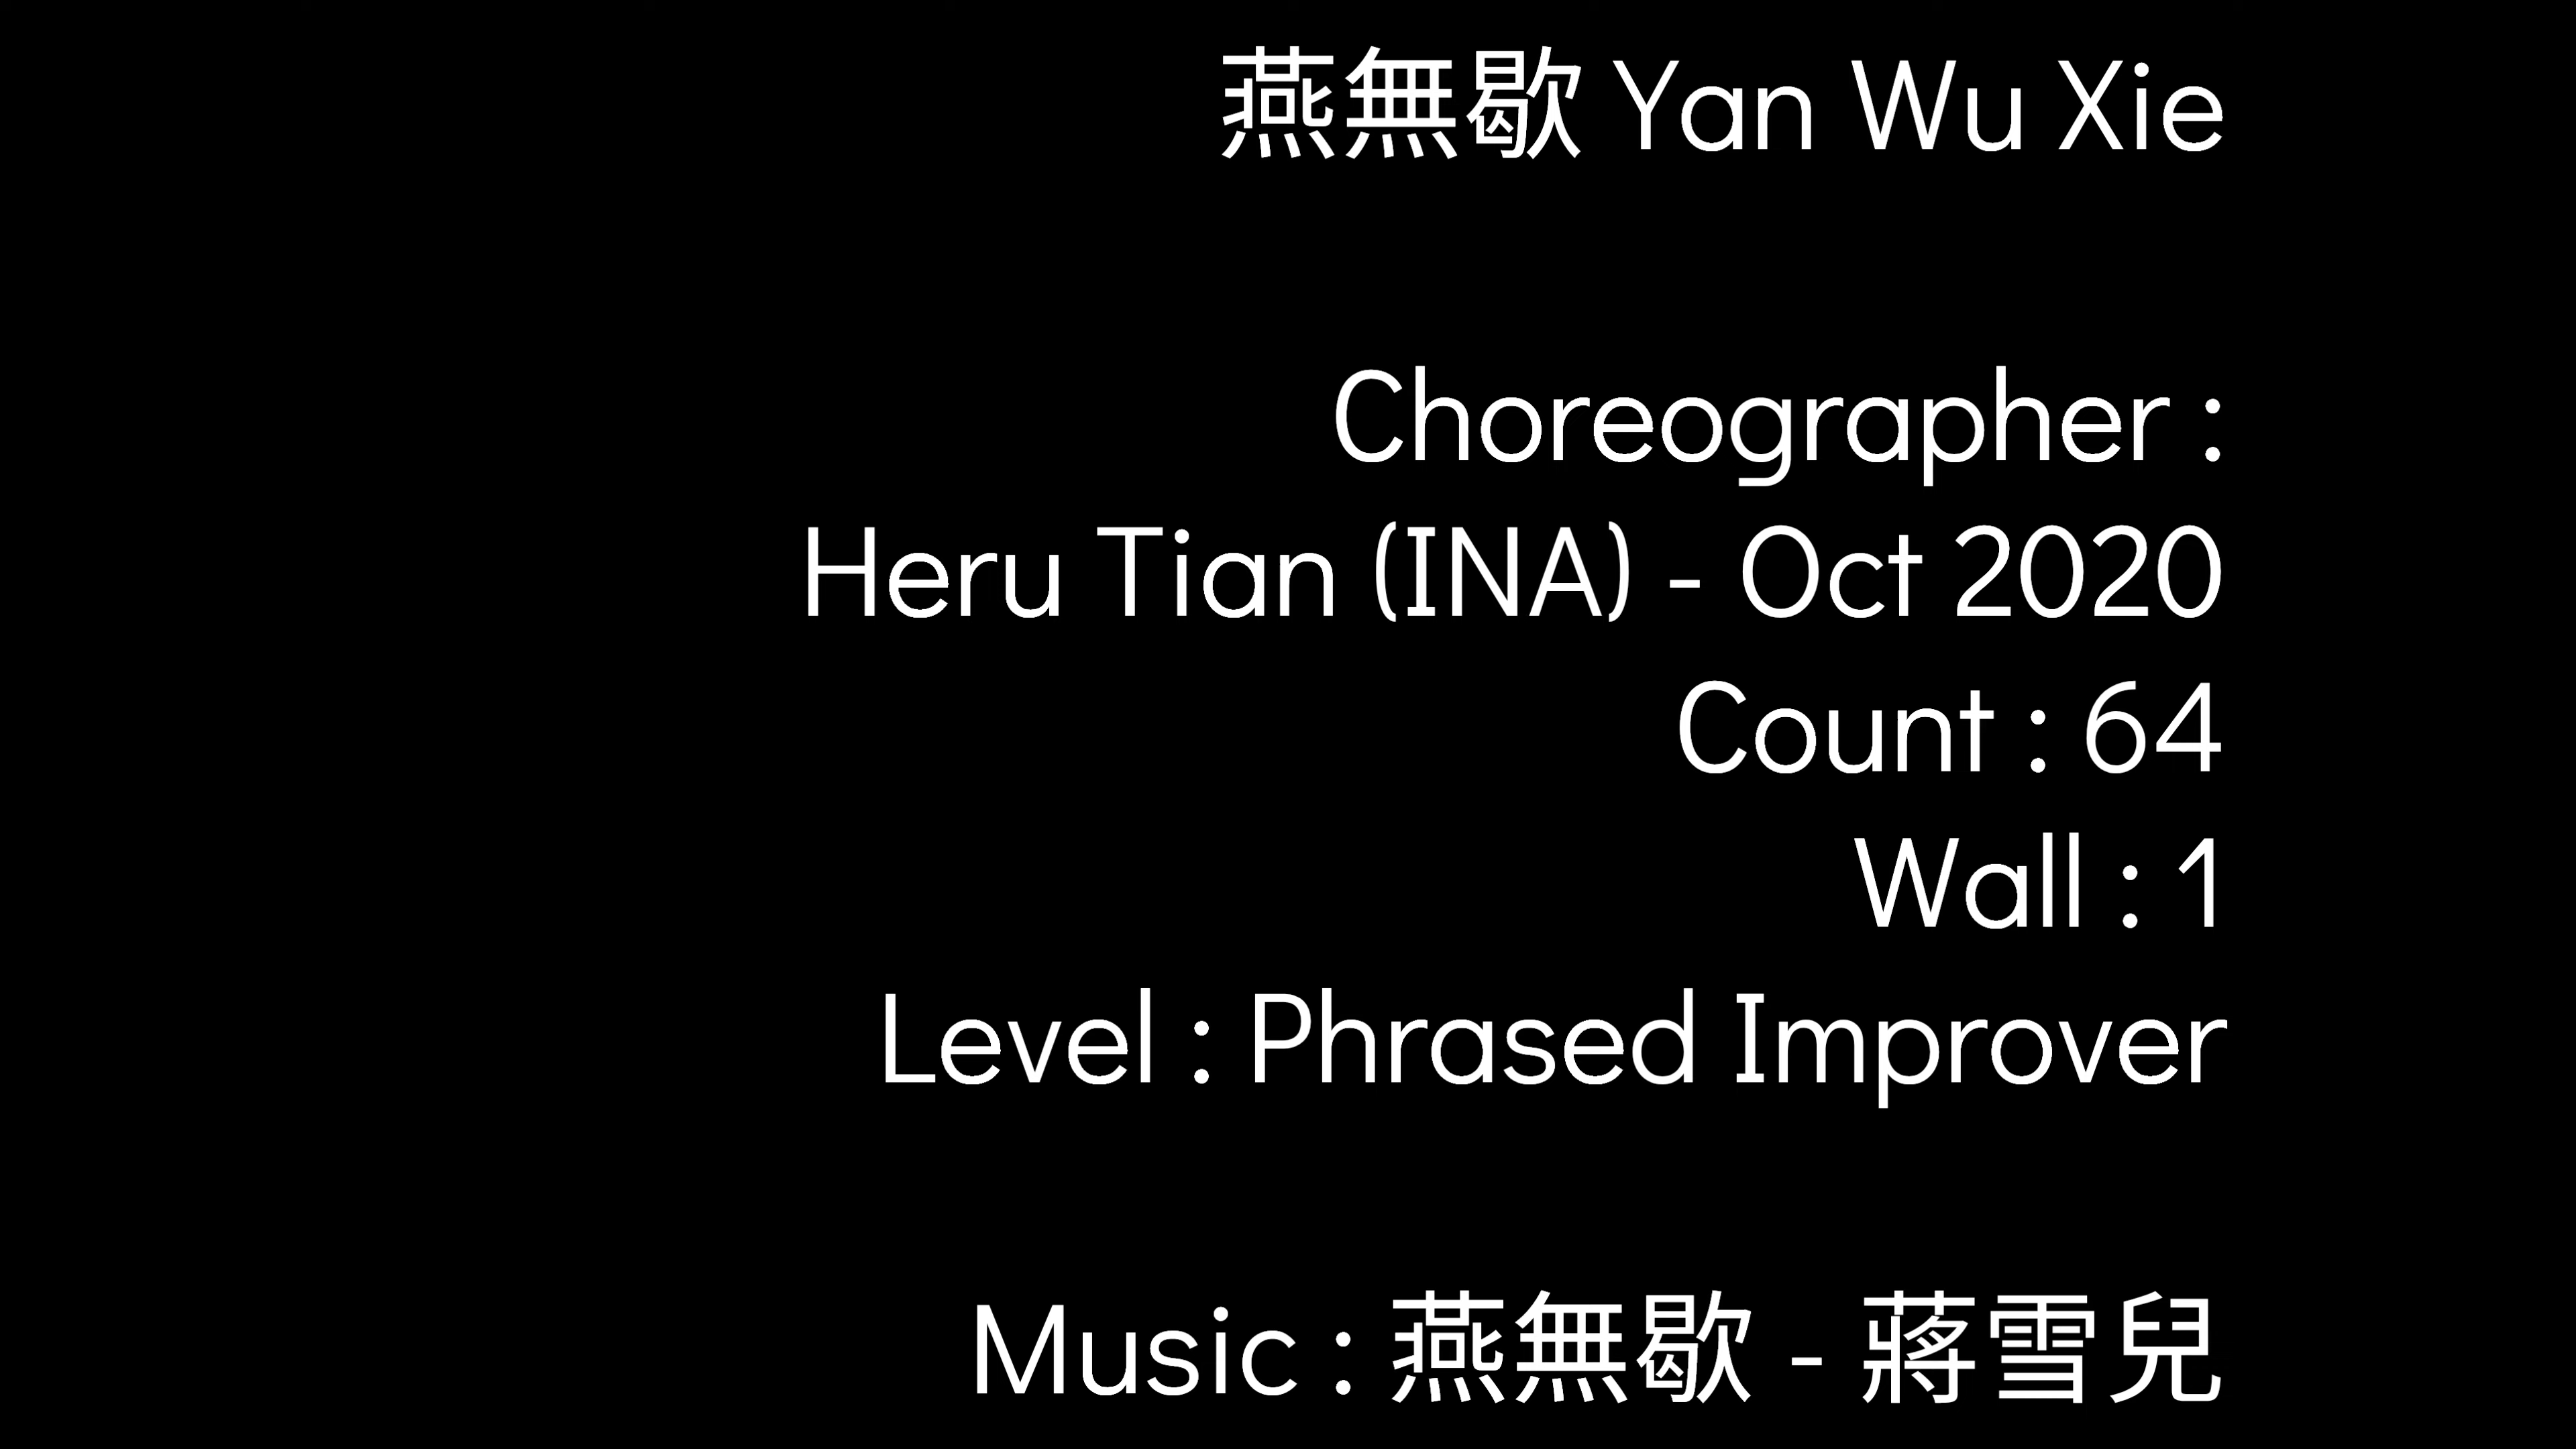 燕無歇 Yan Wu Xie
Choreographer :
Heru Tian (INA) - Oct 2020
Count : 64
Wall : 1
Level : Phrased Improver
Music : 燕無歇 - 蔣雪兒